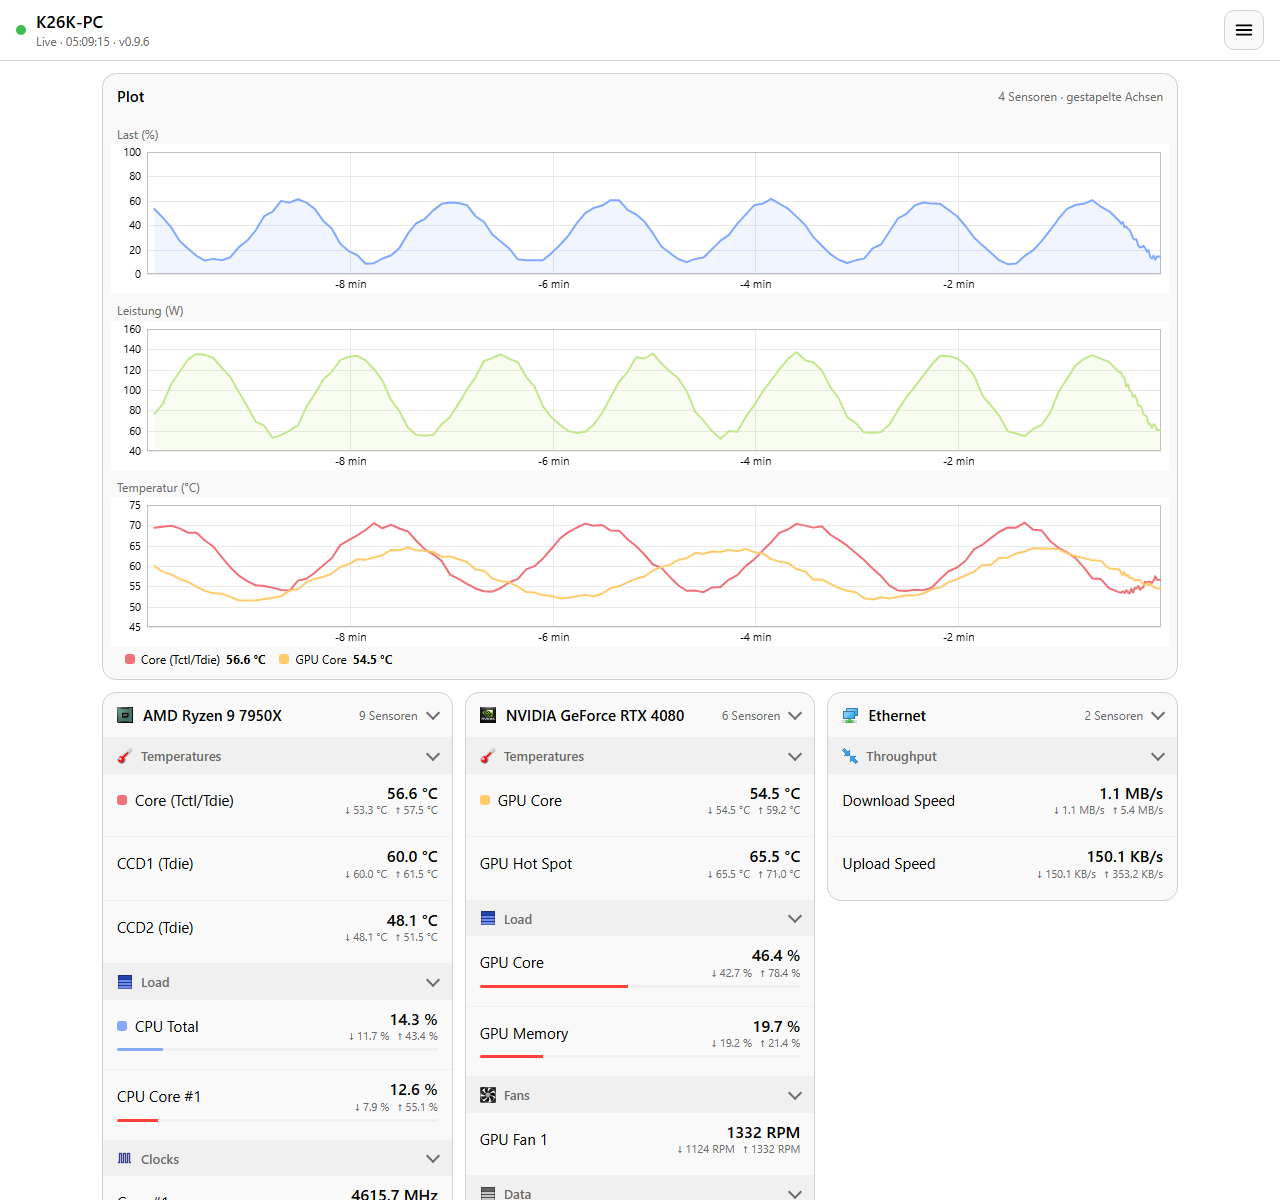 K26K-PC
Live · 05:09:15 · v0.9.6
Plot
4 Sensoren · gestapelte Achsen
Last (%)
100
80
60
40
20
0
-8 min -6 min -4 min -2 min
Leistung (W)
160
140
120
100
80
60
40
-8 min -6 min -4 min -2 min
Temperatur (°C)
75
70
65
60
55
50
45
-8 min -6 min -4 min -2 min
Core (Tctl/Tdie) 56.6 °C GPU Core 54.5 °C
AMD Ryzen 9 7950X 9 Sensoren
Temperatures
Core (Tctl/Tdie) 56.6 °C
↓ 53.3 °C ↑ 57.5 °C
CCD1 (Tdie) 60.0 °C
↓ 60.0 °C ↑ 61.5 °C
CCD2 (Tdie) 48.1 °C
↓ 48.1 °C ↑ 51.5 °C
Load
CPU Total 14.3 %
↓ 11.7 % ↑ 43.4 %
CPU Core #1 12.6 %
↓ 7.9 % ↑ 55.1 %
Clocks
4615.7 MHz
NVIDIA GeForce RTX 4080 6 Sensoren
Temperatures
GPU Core 54.5 °C
↓ 54.5 °C ↑ 59.2 °C
GPU Hot Spot 65.5 °C
↓ 65.5 °C ↑ 71.0 °C
Load
GPU Core 46.4 %
↓ 42.7 % ↑ 78.4 %
GPU Memory 19.7 %
↓ 19.2 % ↑ 21.4 %
Fans
GPU Fan 1 1332 RPM
↓ 1124 RPM ↑ 1332 RPM
Data
Ethernet 2 Sensoren
Throughput
Download Speed 1.1 MB/s
↓ 1.1 MB/s ↑ 5.4 MB/s
Upload Speed 150.1 KB/s
↓ 150.1 KB/s ↑ 353.2 KB/s